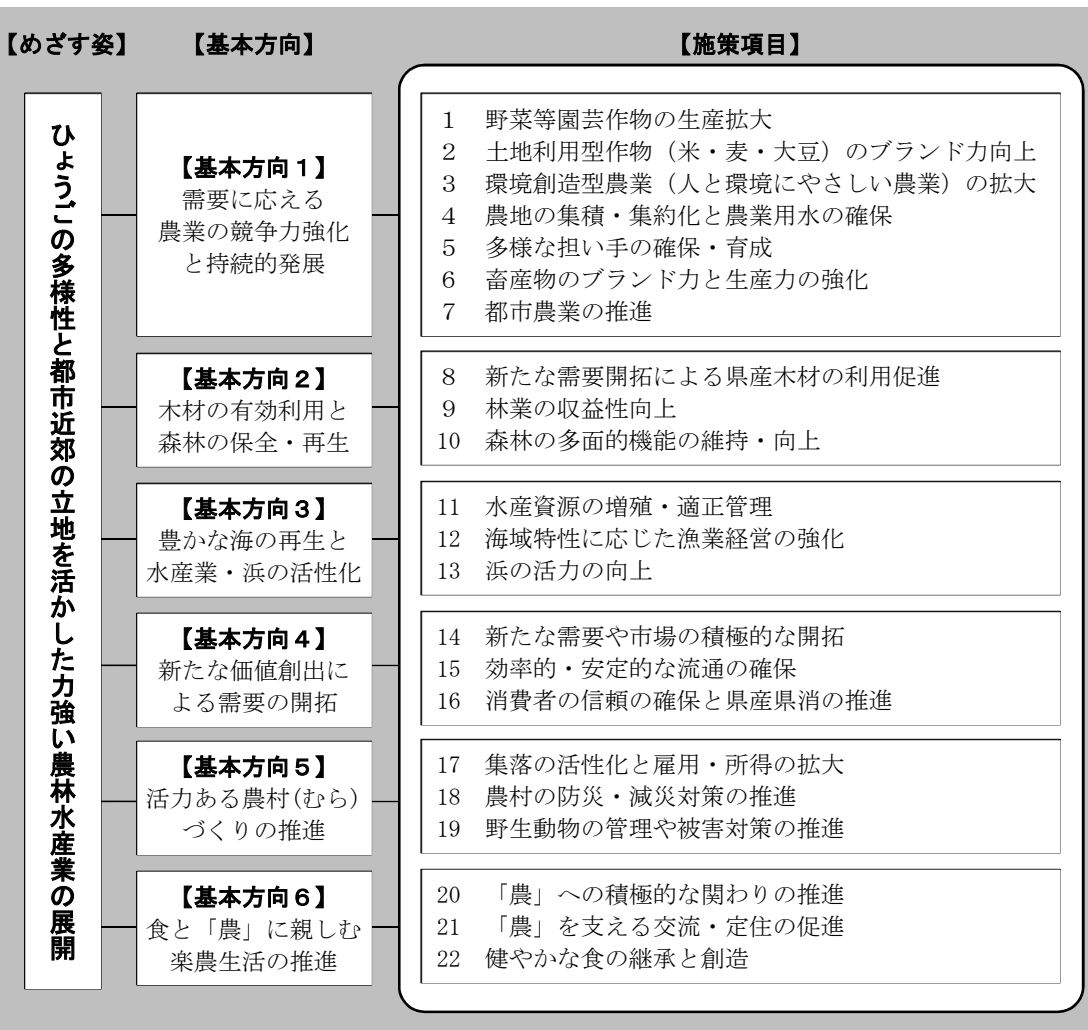 【めざす姿】 【基本方向】 【施策項目】
ひょうごの多様性と都市近郊の立地を活かした力強い農林水産業の展開
【基本方向1】
需要に応える
農業の競争力強化
と持続的発展
1 野菜等園芸作物の生産拡大
2 土地利用型作物（米・麦・大豆）のブランド力向上
3 環境創造型農業（人と環境にやさしい農業）の拡大
4 農地の集積・集約化と農業用水の確保
5 多様な担い手の確保・育成
6 畜産物のブランド力と生産力の強化
7 都市農業の推進
【基本方向2】
木材の有効利用と
森林の保全・再生
8 新たな需要開拓による県産木材の利用促進
9 林業の収益性向上
10 森林の多面的機能の維持・向上
【基本方向3】
豊かな海の再生と
水産業・浜の活性化
11 水産資源の増殖・適正管理
12 海域特性に応じた漁業経営の強化
13 浜の活力の向上
【基本方向4】
新たな価値創出に
よる需要の開拓
14 新たな需要や市場の積極的な開拓
15 効率的・安定的な流通の確保
16 消費者の信頼の確保と県産県消の推進
【基本方向5】
活力ある農村(むら)
づくりの推進
17 集落の活性化と雇用・所得の拡大
18 農村の防災・減災対策の推進
19 野生動物の管理や被害対策の推進
【基本方向6】
食と「農」に親しむ
楽農生活の推進
20 「農」への積極的な関わりの推進
21 「農」を支える交流・定住の促進
22 健やかな食の継承と創造